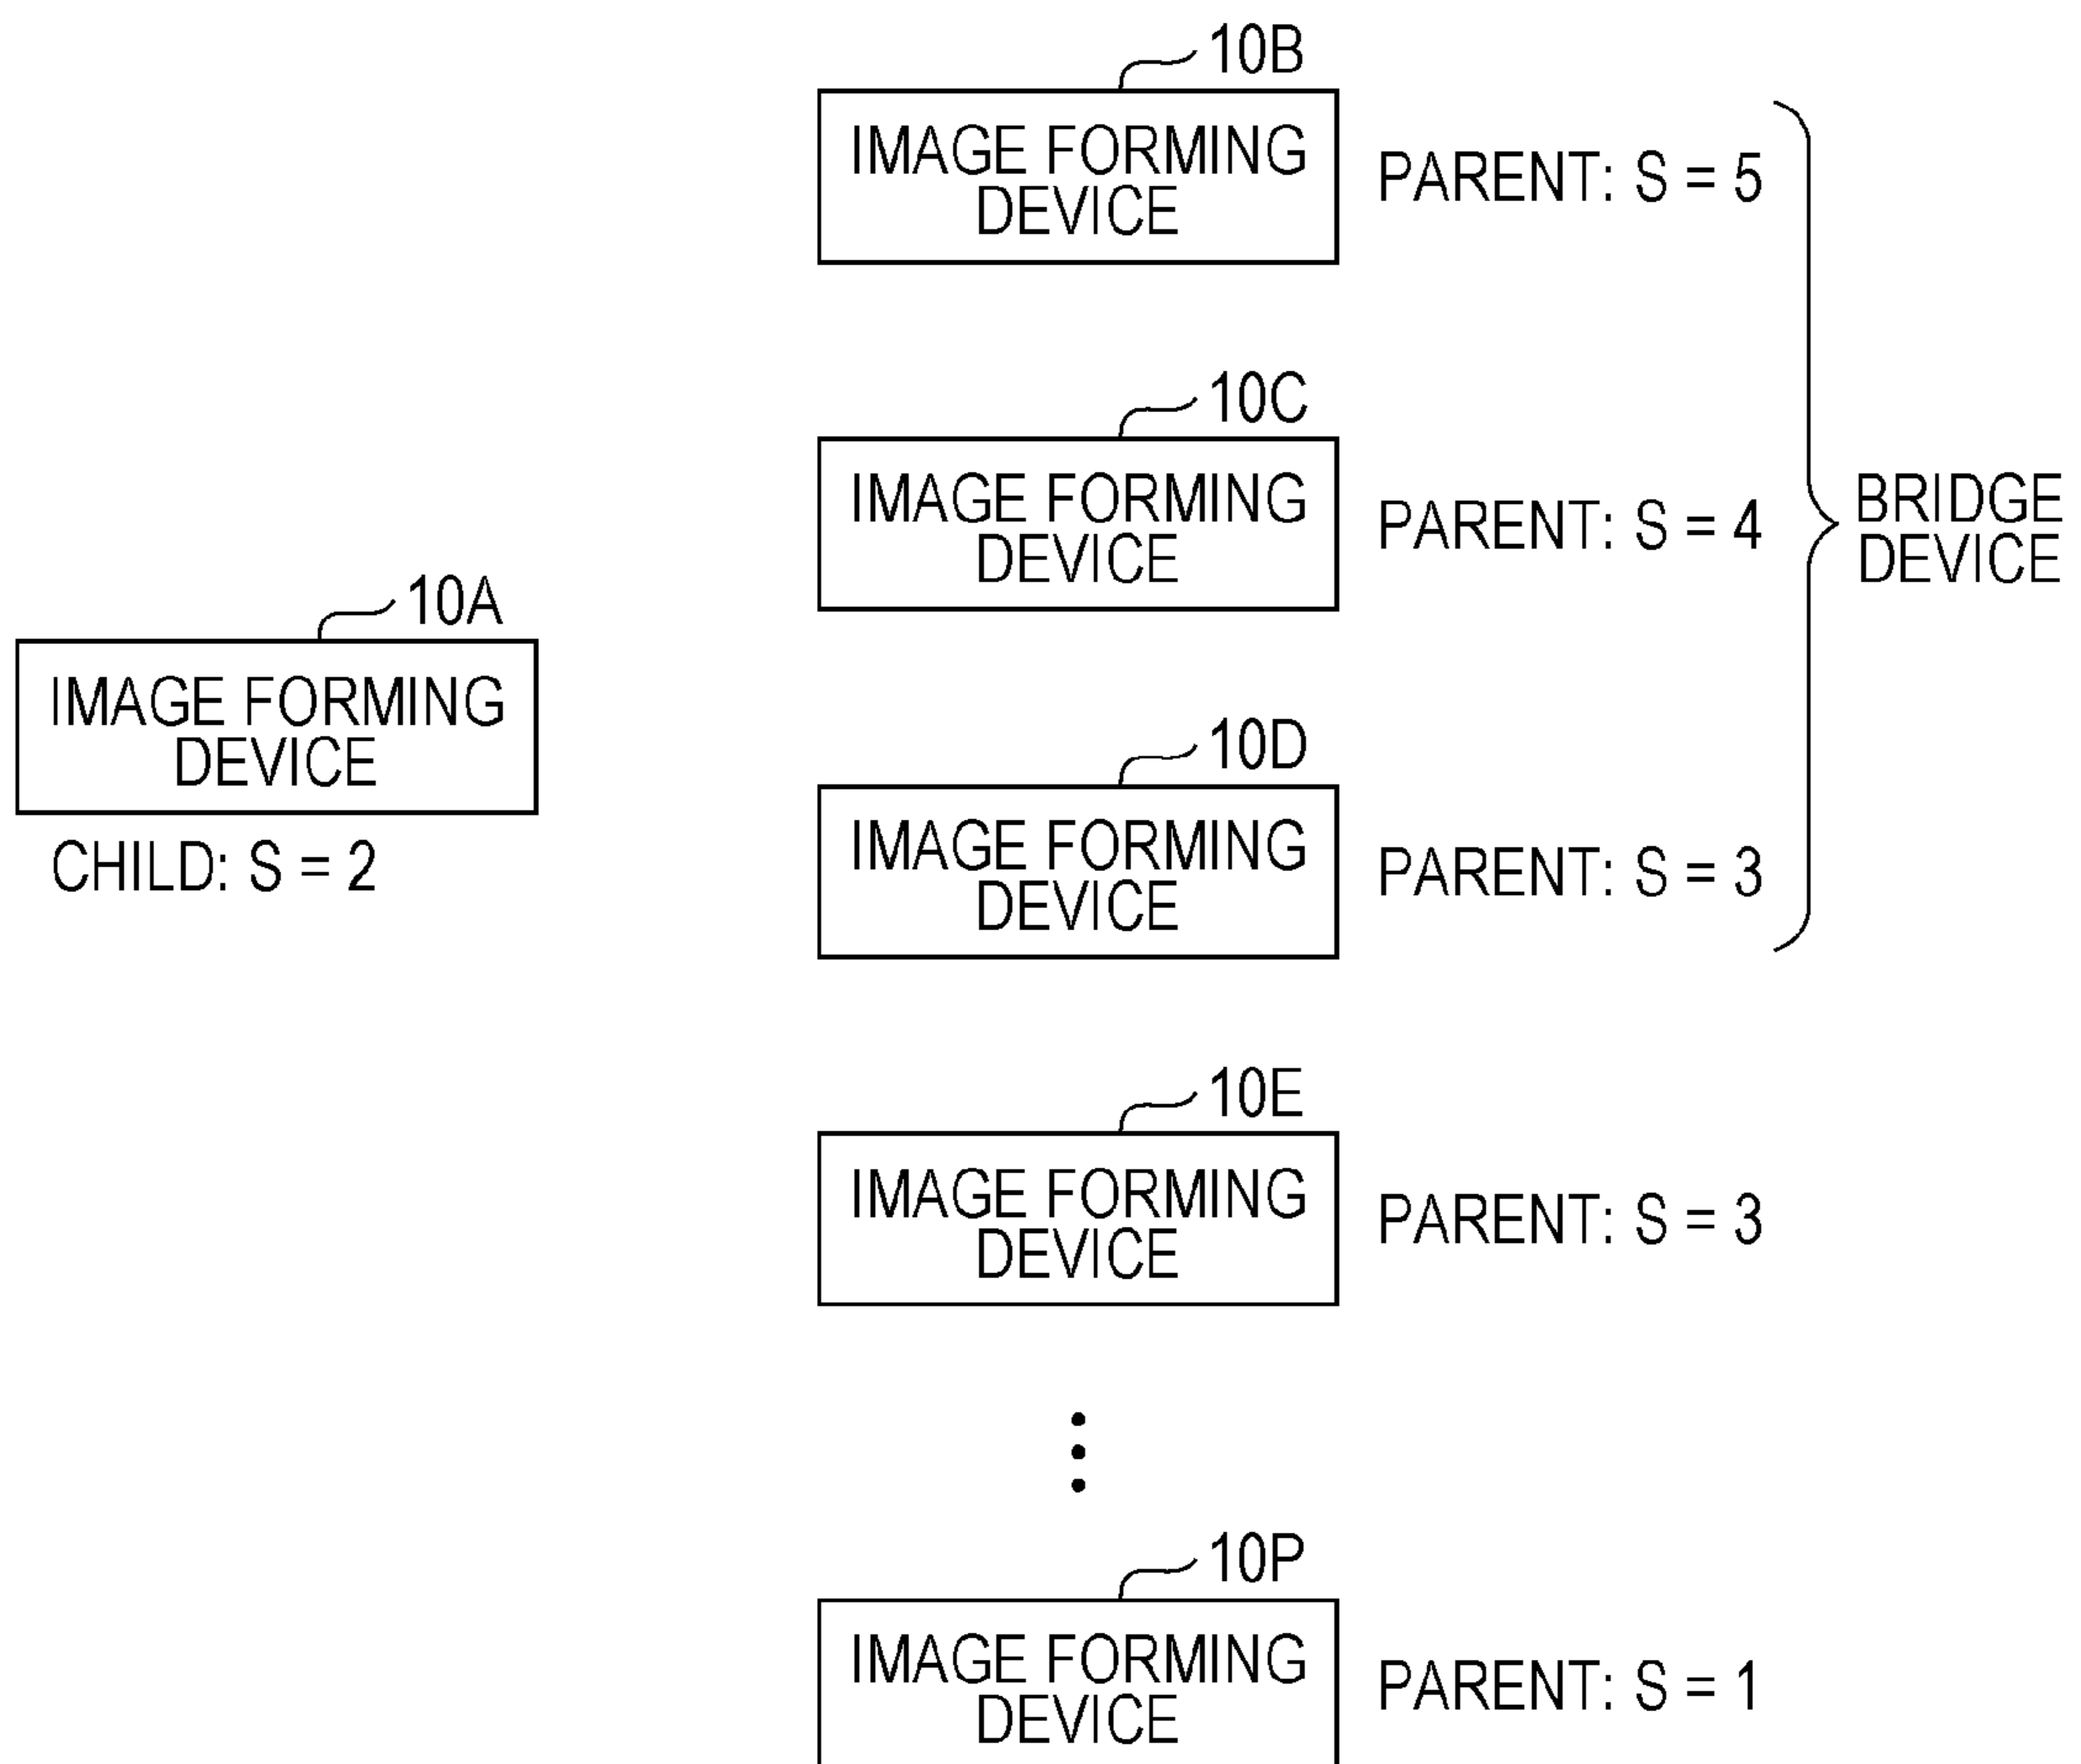 10B
IMAGE FORMING
DEVICE
PARENT: S = 5
10C
IMAGE FORMING
DEVICE
PARENT: S = 4
BRIDGE
DEVICE
10A
IMAGE FORMING
DEVICE
CHILD: S = 2
10D
IMAGE FORMING
DEVICE
PARENT: S = 3
10E
IMAGE FORMING
DEVICE
PARENT: S = 3
10P
IMAGE FORMING
DEVICE
PARENT: S = 1